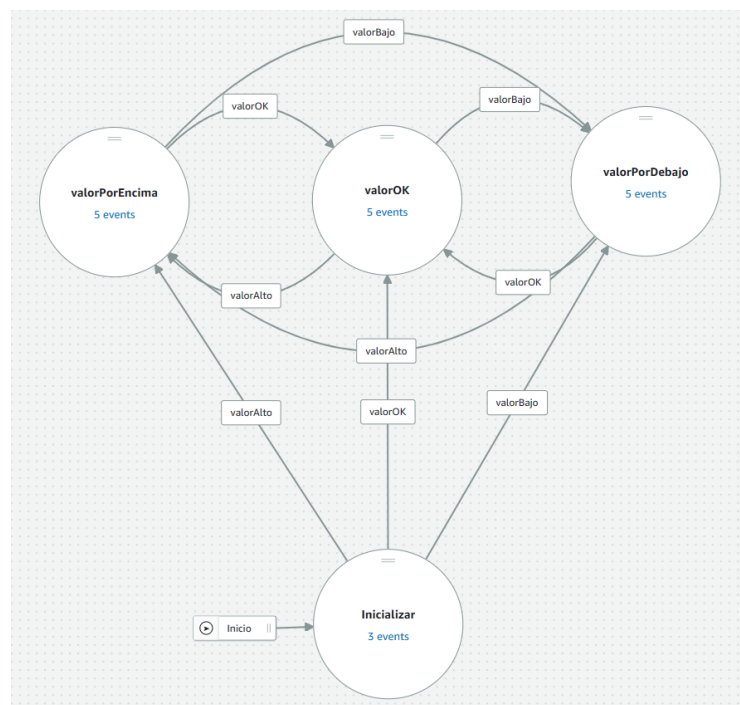 valorBajo
valorOK
valorBajo
valorPorEncima
5 events
valorOK
5 events
valorPorDebajo
5 events
valorAlto
valorOK
valorAlto
valorAlto
valorOK
valorBajo
Inicializar
3 events
Inicio